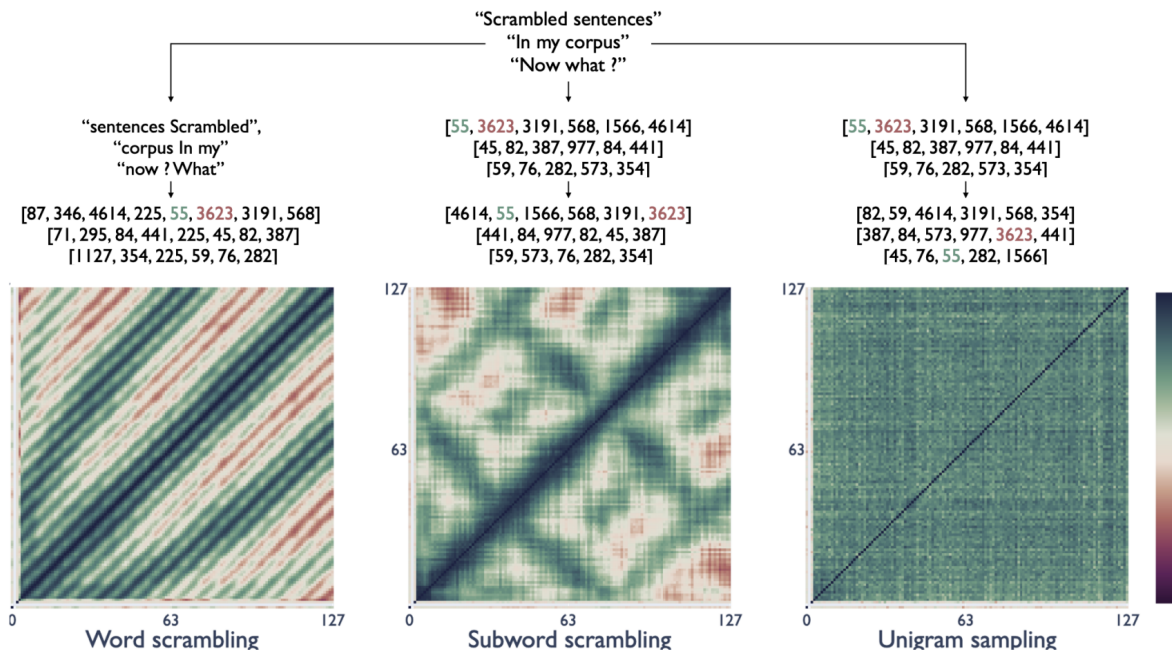 “Scrambled sentences”
“In my corpus”
“Now what ?”
“sentences Scrambled”,
“corpus In my”
“now ? What”
[87, 346, 4614, 225, 55, 3623, 3191, 568]
[71, 295, 84, 441, 225, 45, 82, 387]
[1127, 354, 225, 59, 76, 282]
[55, 3623, 3191, 568, 1566, 4614]
[45, 82, 387, 977, 84, 441]
[59, 76, 282, 573, 354]
[4614, 55, 1566, 568, 3191, 3623]
[441, 84, 977, 82, 45, 387]
[59, 573, 76, 282, 354]
[55, 3623, 3191, 568, 1566, 4614]
[45, 82, 387, 977, 84, 441]
[59, 76, 282, 573, 354]
[82, 59, 4614, 3191, 568, 354]
[387, 84, 573, 977, 3623, 441]
[45, 76, 55, 282, 1566]
0 63 127
Word scrambling
127
63
0 63 127
Subword scrambling
127
63
0 63 127
Unigram sampling